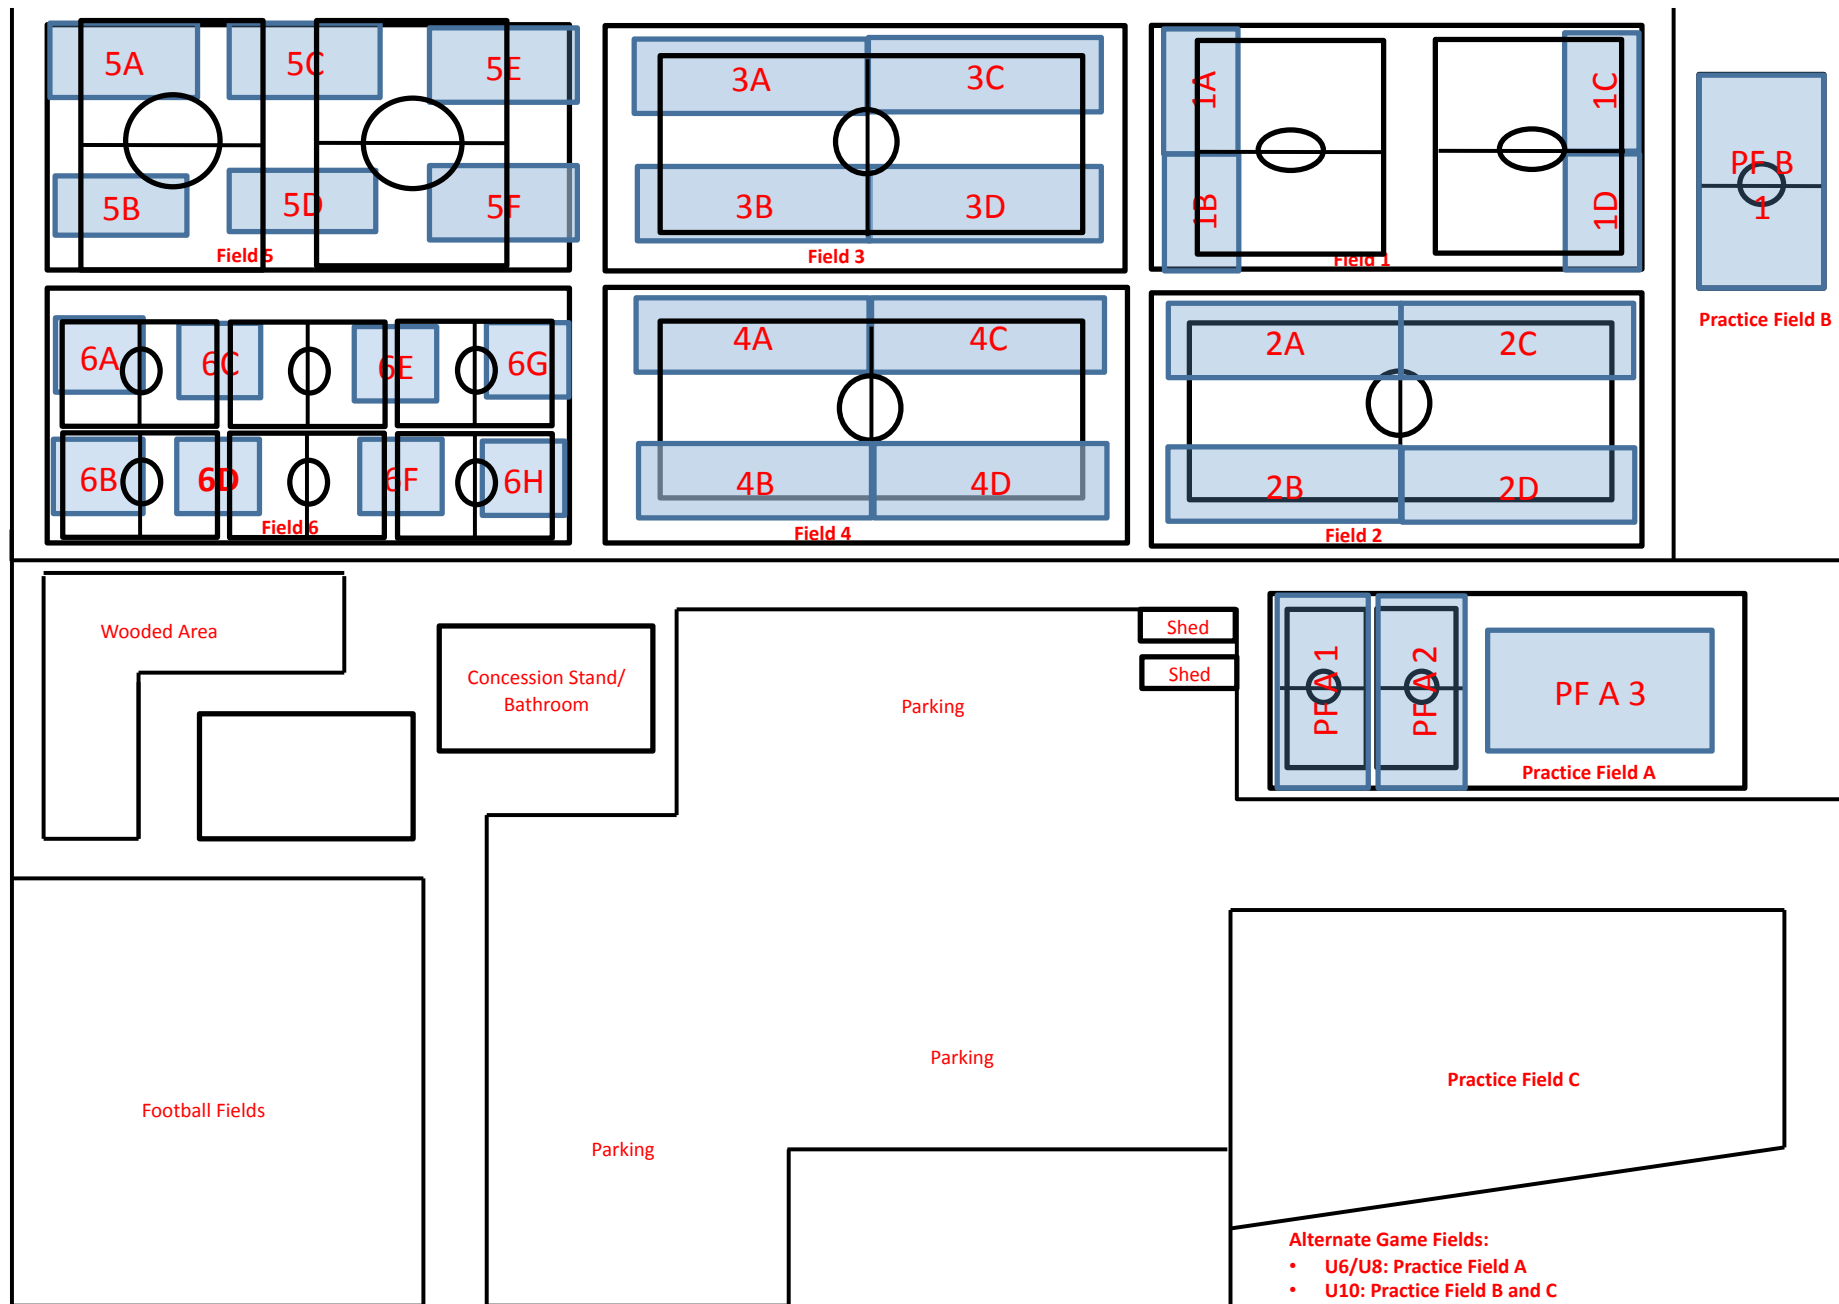 5A
5C
5E
5B
5D
5F
Field 5
3A
3C
3B
3D
Field 3
1A
1C
1B
1D
Field 1
PF B
1
Practice Field B
6A
6C
6E
6G
6B
6D
6F
6H
Field 6
4A
4C
4B
4D
Field 4
2A
2C
2B
2D
Field 2
Wooded Area
Concession Stand/
Bathroom
Parking
Shed
Shed
PF A 1
PF A 2
PF A 3
Practice Field A
Football Fields
Parking
Parking
Practice Field C
Alternate Game Fields:
• U6/U8: Practice Field A
• U10: Practice Field B and C